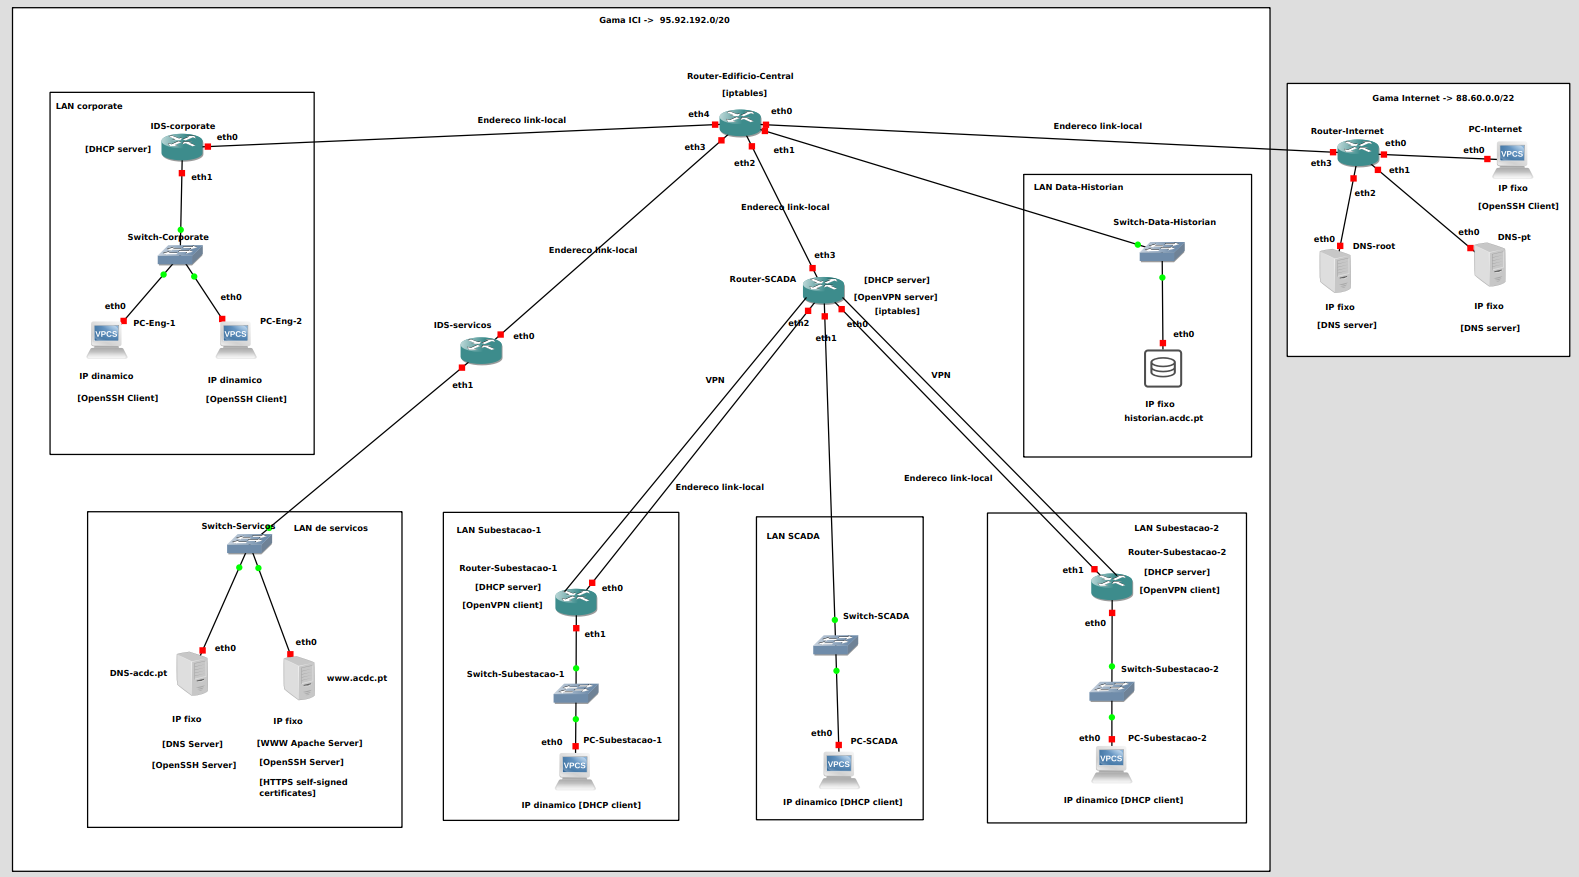 Gama ICI -> 95.92.192.0/20
Router-Edificio-Central
[iptables]
eth4
eth0
eth3
eth1
eth2
Endereco link-local
Endereco link-local
Endereco link-local
Endereco link-local
LAN corporate
IDS-corporate
[DHCP server]
eth0
eth1
Switch-Corporate
eth0
PC-Eng-1
eth0
PC-Eng-2
VPCS
VPCS
IP dinamico
[OpenSSH Client]
IP dinamico
[OpenSSH Client]
Gama Internet -> 88.60.0.0/22
Router-Internet
eth3
eth0
eth1
eth2
PC-Internet
eth0
VPCS
IP fixo
[OpenSSH Client]
eth0
DNS-root
IP fixo
[DNS server]
eth0
DNS-pt
IP fixo
[DNS server]
LAN Data-Historian
Switch-Data-Historian
eth0
IP fixo
historian.acdc.pt
eth3
Router-SCADA
[DHCP server]
[OpenVPN server]
[iptables]
eth2
eth1
eth0
IDS-servicos
eth0
eth1
VPN
VPN
Endereco link-local
Endereco link-local
Switch-Servicos
LAN de servicos
eth0
DNS-acdc.pt
IP fixo
[DNS Server]
[OpenSSH Server]
eth0
www.acdc.pt
IP fixo
[WWW Apache Server]
[OpenSSH Server]
[HTTPS self-signed
certificates]
LAN Subestacao-1
Router-Subestacao-1
[DHCP server]
[OpenVPN client]
eth0
eth1
Switch-Subestacao-1
eth0
PC-Subestacao-1
VPCS
IP dinamico [DHCP client]
LAN SCADA
Switch-SCADA
eth0
PC-SCADA
VPCS
IP dinamico [DHCP client]
LAN Subestacao-2
Router-Subestacao-2
[DHCP server]
[OpenVPN client]
eth1
eth0
Switch-Subestacao-2
eth0
PC-Subestacao-2
VPCS
IP dinamico [DHCP client]